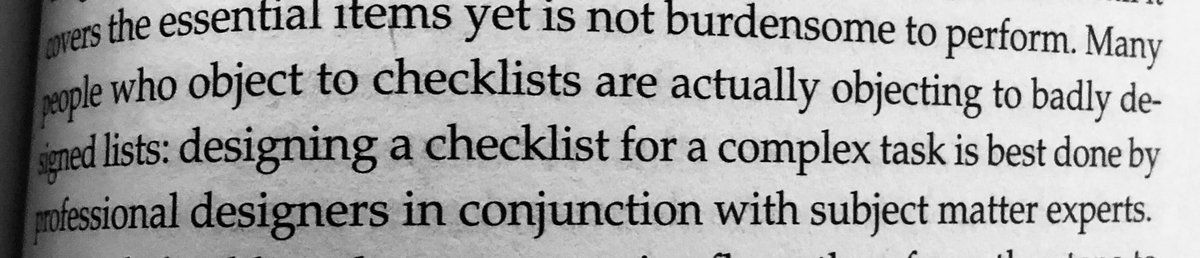 covers the essential items yet is not burdensome to perform. Many
people who object to checklists are actually objecting to badly de-
signed lists: designing a checklist for a complex task is best done by
professional designers in conjunction with subject matter experts.